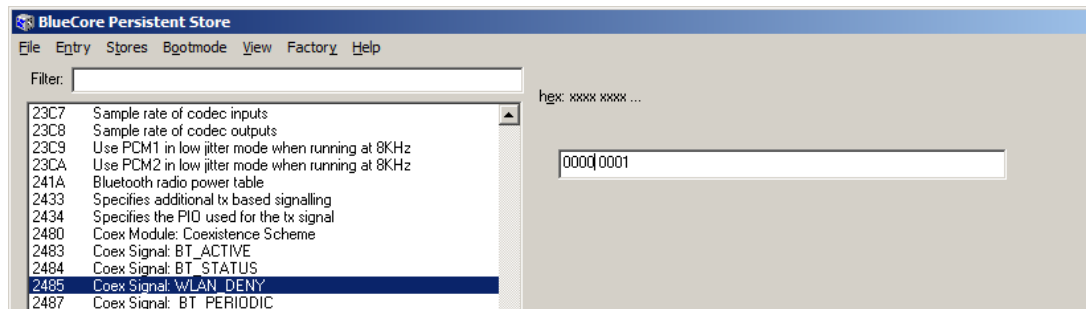 BlueCore Persistent Store
File Entry Stores Bootmode View Factory Help
Filter:
hex: xxxx xxxx ...
0000 0001
23C7 Sample rate of codec inputs
23C8 Sample rate of codec outputs
23C9 Use PCM1 in low jitter mode when running at 8KHz
23CA Use PCM2 in low jitter mode when running at 8KHz
241A Bluetooth radio power table
2433 Specifies additional tx based signalling
2434 Specifies the PIO used for the tx signal
2480 Coex Module: Coexistence Scheme
2483 Coex Signal: BT_ACTIVE
2484 Coex Signal: BT_STATUS
2485 Coex Signal: WLAN_DENY
2487 Coex Signal: BT_PERIODIC